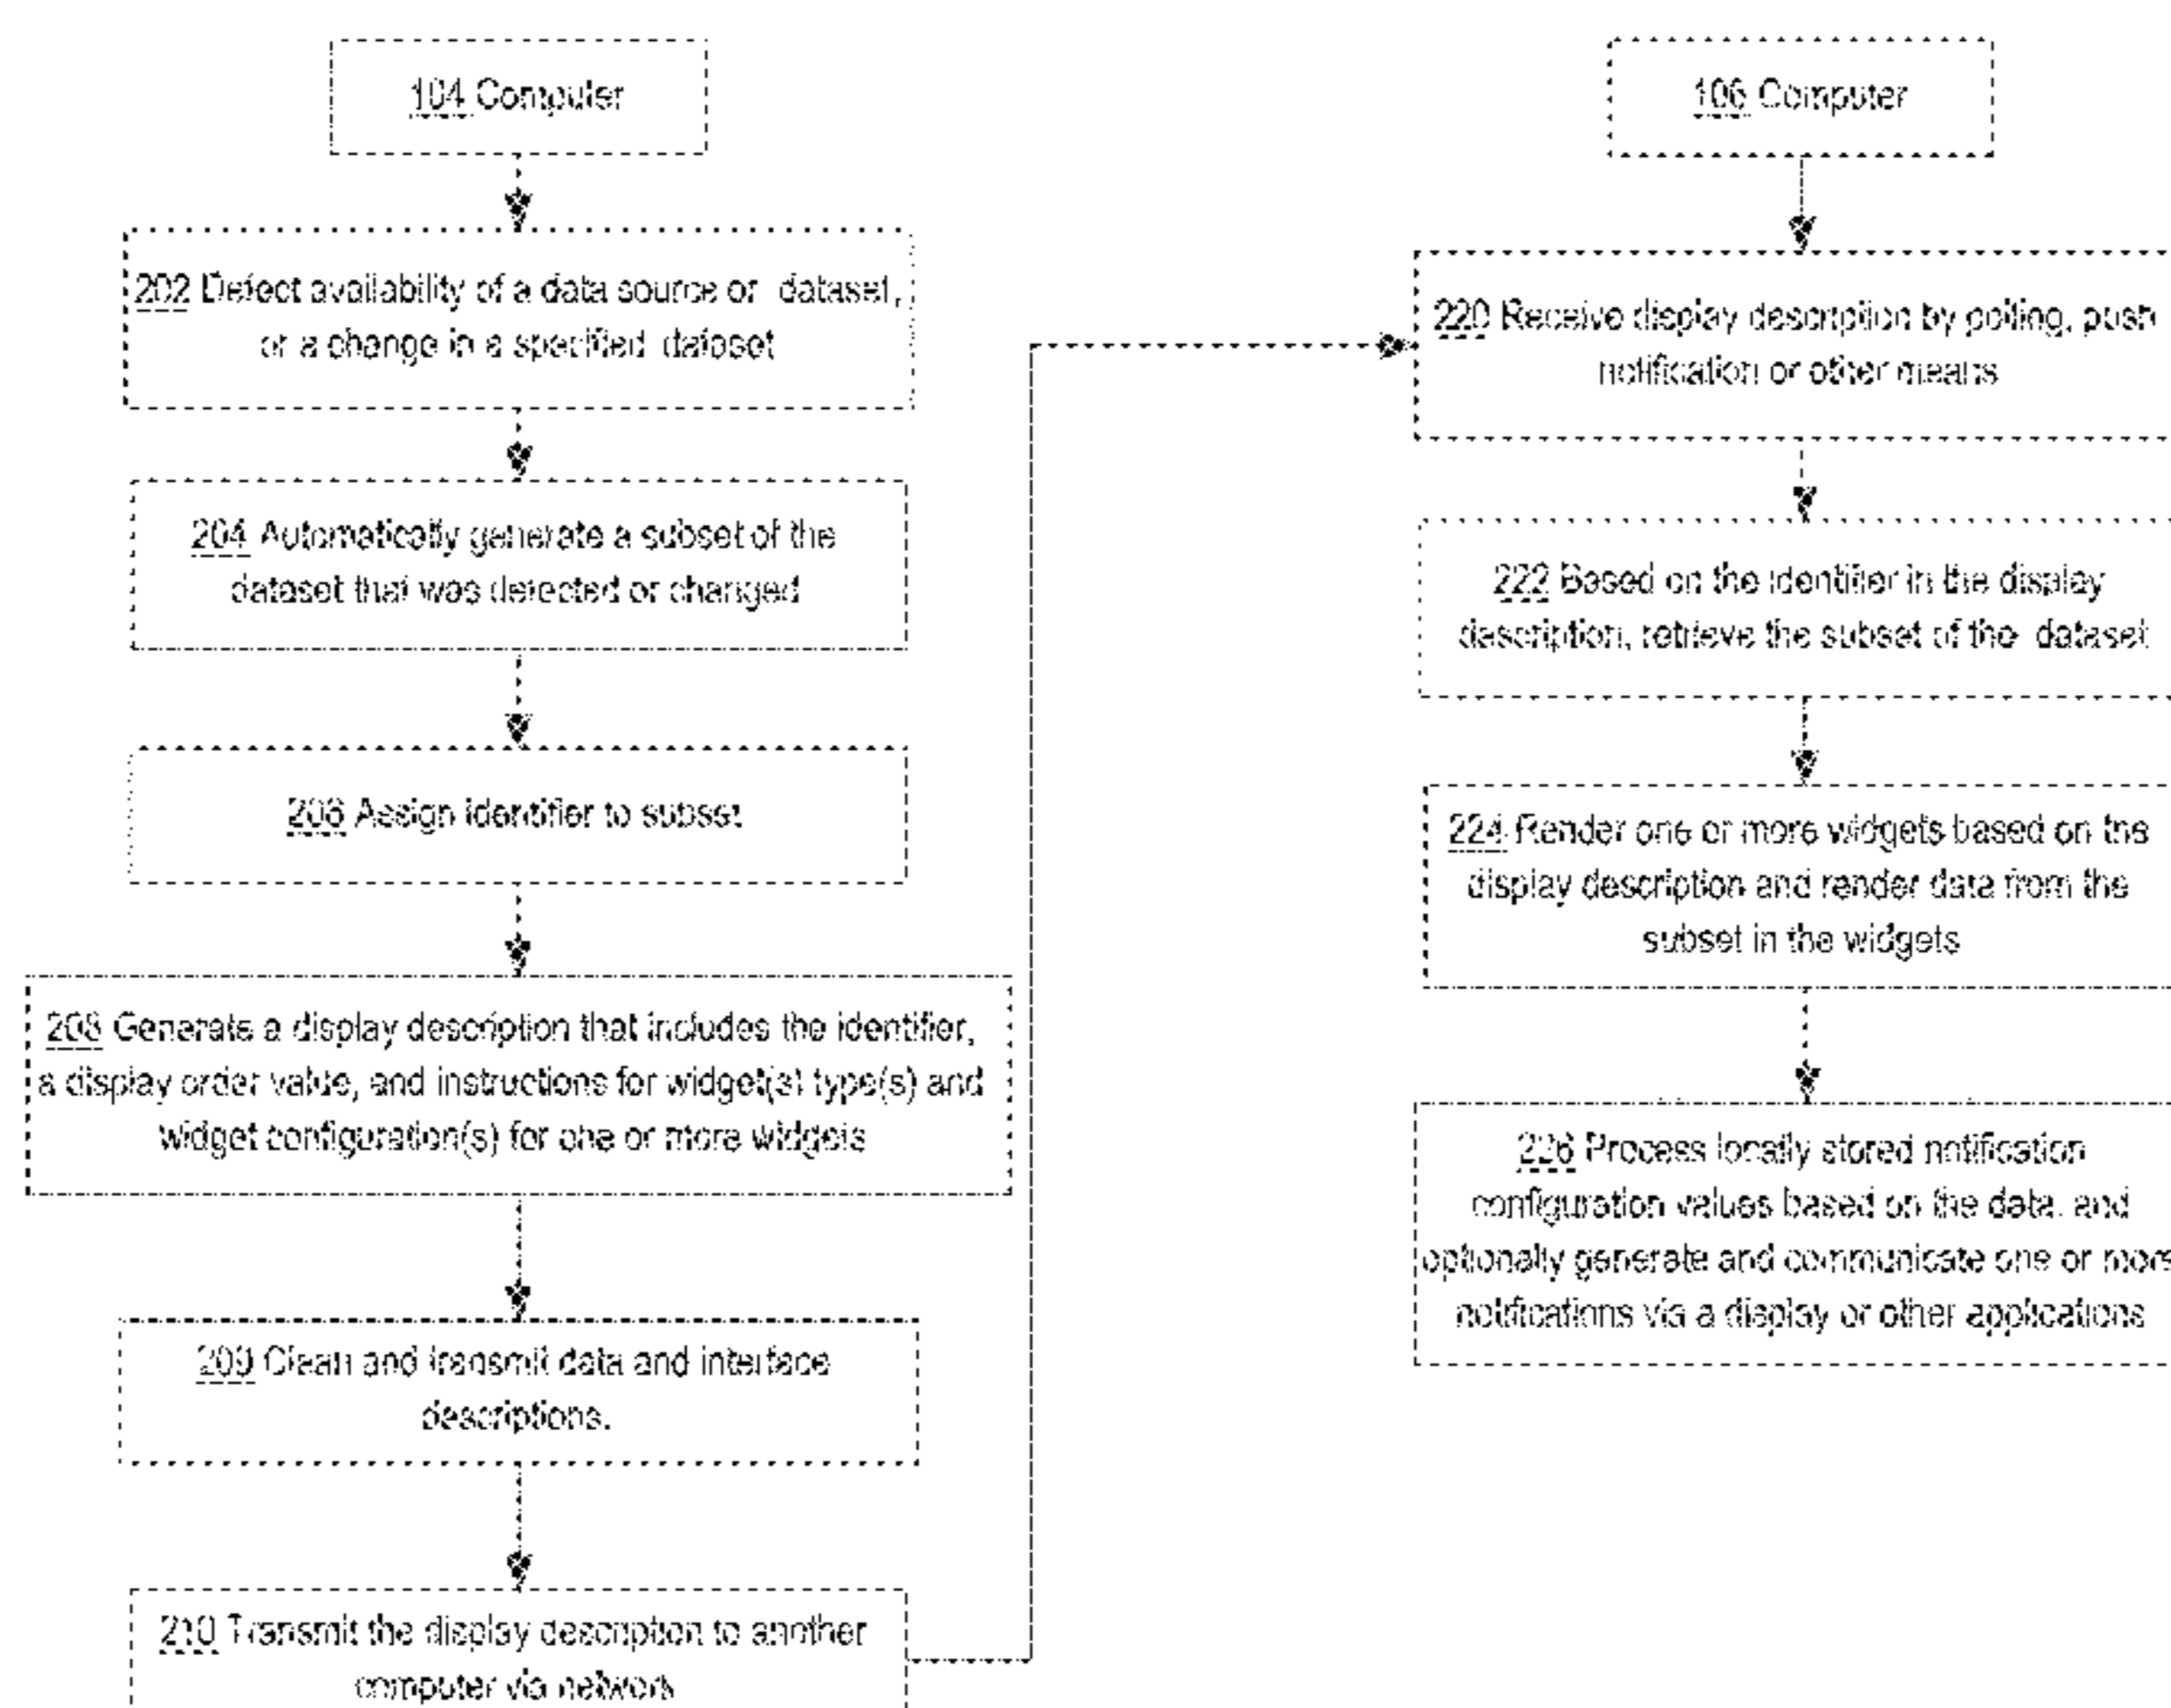 104 Computer
202 Detect availability of a data source or dataset,
or a change in a specified dataset
204 Automatically generate a subset of the
dataset that was detected or changed
206 Assign identifier to subset
208 Generate a display description that includes the identifier,
a display order value, and instructions for widget(s) type(s) and
widget configuration(s) for one or more widgets
209 Clean and transmit data and interface
descriptions.
210 Transmit the display description to another
computer via network
106 Computer
220 Receive display description by polling, push
notification or other means
222 Based on the identifier in the display
description, retrieve the subset of the dataset
224 Render one or more widgets based on the
display description and render data from the
subset in the widgets
226 Process locally stored notification
configuration values based on the data, and
optionally generate and communicate one or more
notifications via a display or other applications